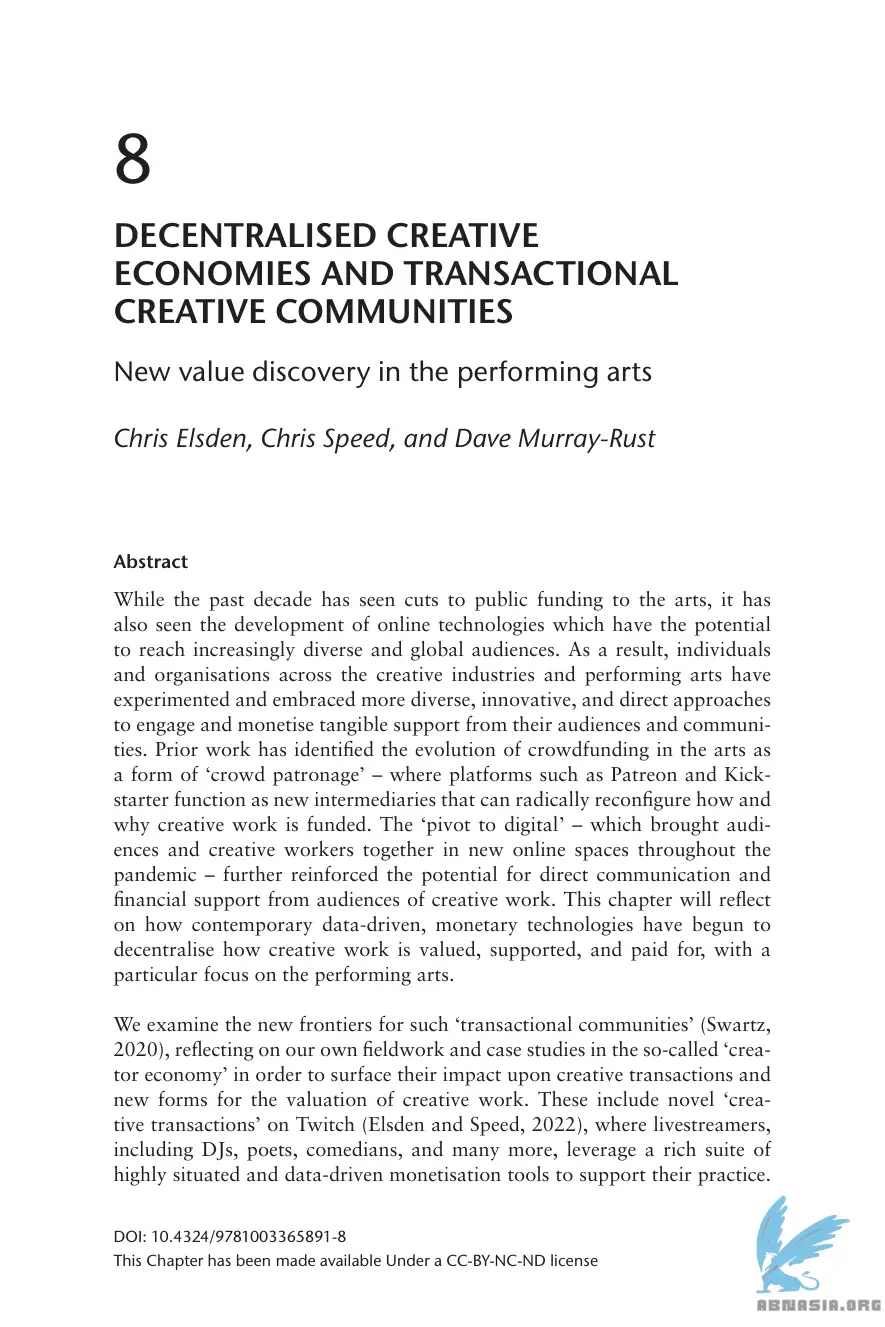 8
DECENTRALISED CREATIVE
ECONOMIES AND TRANSACTIONAL
CREATIVE COMMUNITIES
New value discovery in the performing arts
Chris Elsden, Chris Speed, and Dave Murray-Rust
Abstract
While the past decade has seen cuts to public funding to the arts, it has
also seen the development of online technologies which have the potential
to reach increasingly diverse and global audiences. As a result, individuals
and organisations across the creative industries and performing arts have
experimented and embraced more diverse, innovative, and direct approaches
to engage and monetise tangible support from their audiences and communi-
ties. Prior work has identified the evolution of crowdfunding in the arts as
a form of ‘crowd patronage’ – where platforms such as Patreon and Kick-
starter function as new intermediaries that can radically reconfigure how and
why creative work is funded. The ‘pivot to digital’ – which brought audi-
ences and creative workers together in new online spaces throughout the
pandemic – further reinforced the potential for direct communication and
financial support from audiences of creative work. This chapter will reflect
on how contemporary data-driven, monetary technologies have begun to
decentralise how creative work is valued, supported, and paid for, with a
particular focus on the performing arts.
We examine the new frontiers for such ‘transactional communities’ (Swartz,
2020), reflecting on our own fieldwork and case studies in the so-called ‘crea-
tor economy’ in order to surface their impact upon creative transactions and
new forms for the valuation of creative work. These include novel ‘crea-
tive transactions’ on Twitch (Elsden and Speed, 2022), where livestreamers,
including DJs, poets, comedians, and many more, leverage a rich suite of
highly situated and data-driven monetisation tools to support their practice.
DOI: 10.4324/9781003365891-8
This Chapter has been made available Under a CC-BY-NC-ND license
ABNASIA.ORG